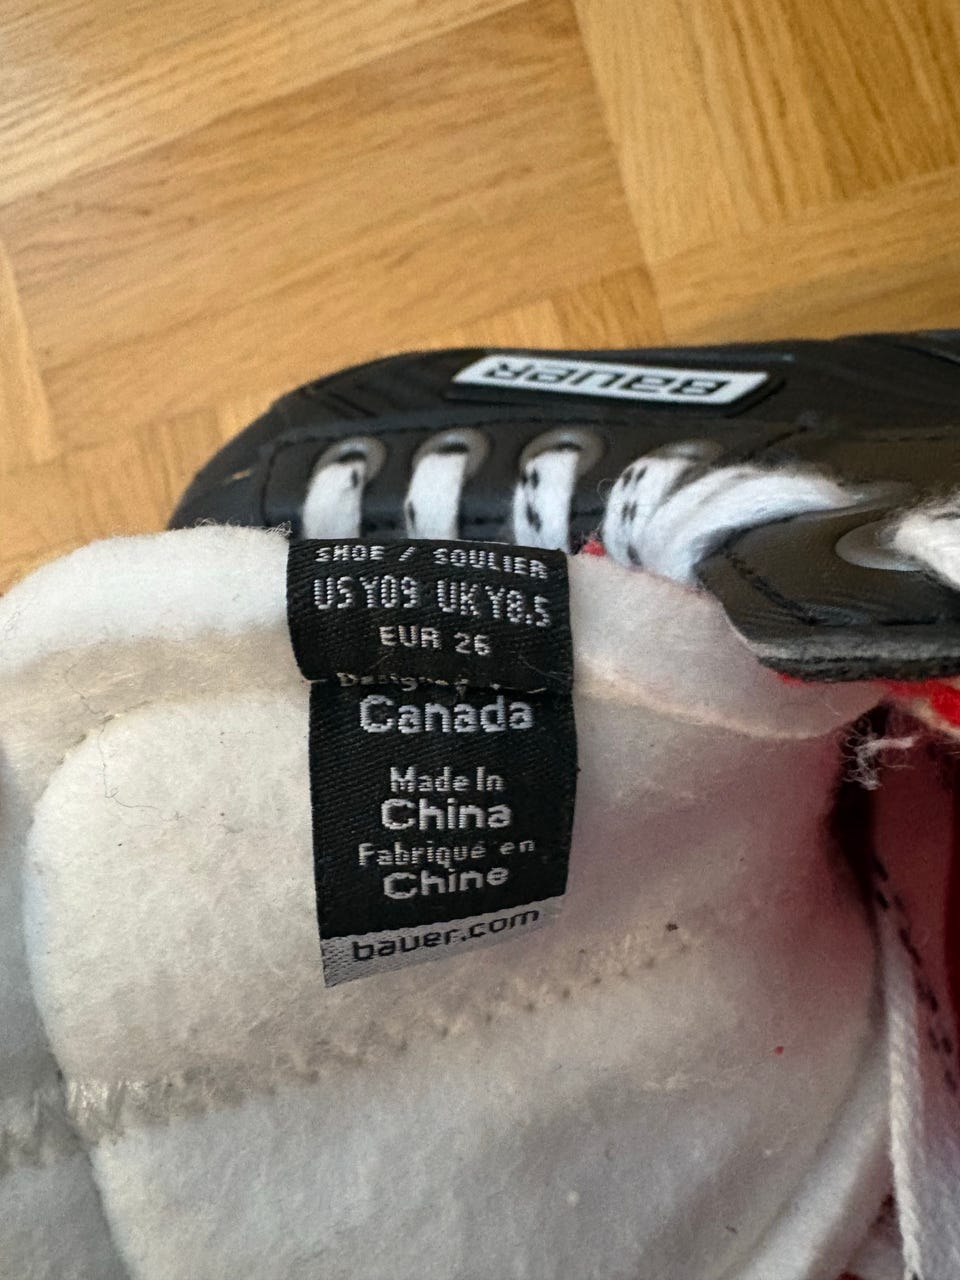 BAUER
SHOE / SOULIER
US Y09 UK Y8.5
EUR 26
Canada
Made In
China
Fabriqué en
Chine
bauer.com